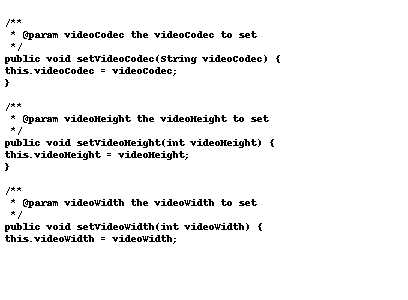 /**
 * @param videoCodec the videoCodec to set
 */
public void setVideoCodec(String videoCodec) {
this.videoCodec = videoCodec;
}
/**
 * @param videoHeight the videoHeight to set
 */
public void setVideoHeight(int videoHeight) {
this.videoHeight = videoHeight;
}
/**
 * @param videoWidth the videoWidth to set
 */
public void setVideoWidth(int videoWidth) {
this.videoWidth = videoWidth;